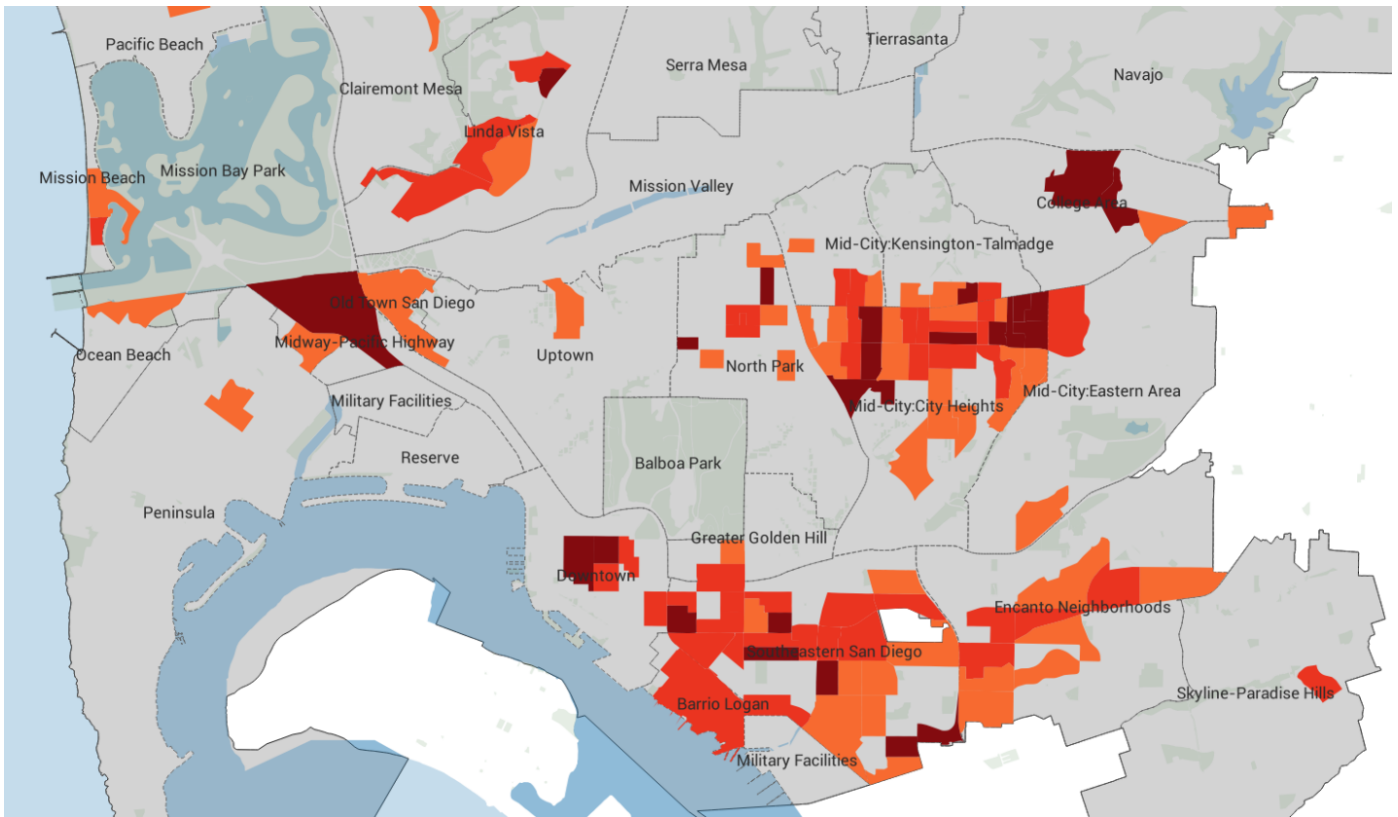 Pacific Beach
Tierrasanta
Serra Mesa
Navajo
Clairemont Mesa
Linda Vista
Mission Bay Park
Mission Beach
Mission Valley
College Area
Mid-City:Kensington-Talmadge
Old Town San Diego
Midway-Pacific Highway
Ocean Beach
Uptown
North Park
Mid-City:Eastern Area
Military Facilities
Mid-City:City Heights
Reserve
Balboa Park
Peninsula
Greater Golden Hill
Downtown
Encanto Neighborhoods
Southeastern San Diego
Skyline-Paradise Hills
Barrio Logan
Military Facilities